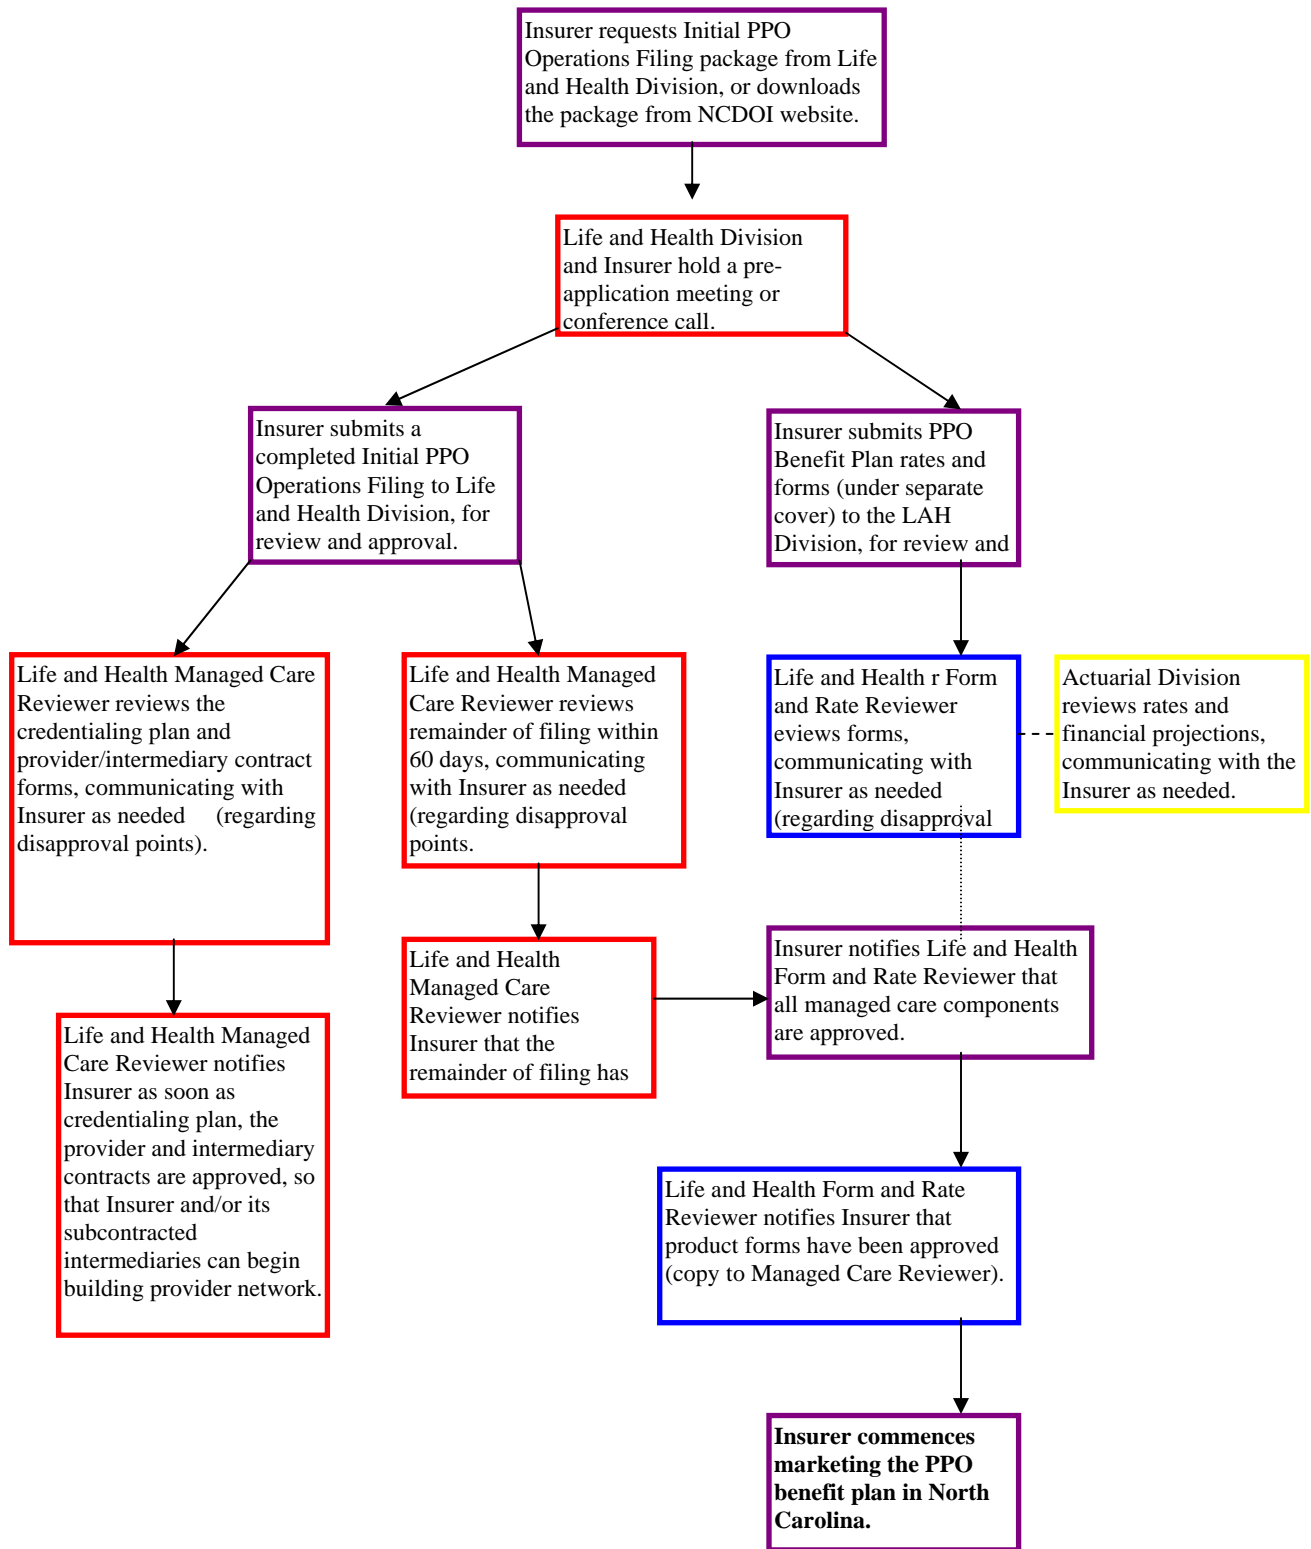 Insurer requests Initial PPO
Operations Filing package from Life
and Health Division, or downloads
the package from NCDOI website.
Life and Health Division
and Insurer hold a pre-
application meeting or
conference call.
Insurer submits a
completed Initial PPO
Operations Filing to Life
and Health Division, for
review and approval.
Insurer submits PPO
Benefit Plan rates and
forms (under separate
cover) to the LAH
Division, for review and
Life and Health Managed Care
Reviewer reviews the
credentialing plan and
provider/intermediary contract
forms, communicating with
Insurer as needed (regarding
disapproval points).
Life and Health Managed
Care Reviewer reviews
remainder of filing within
60 days, communicating
with Insurer as needed
(regarding disapproval
points.
Life and Health r Form
and Rate Reviewer
eviews forms,
communicating with
Insurer as needed
(regarding disapproval
Actuarial Division
reviews rates and
financial projections,
communicating with the
Insurer as needed.
Life and Health
Managed Care
Reviewer notifies
Insurer that the
remainder of filing has
Insurer notifies Life and Health
Form and Rate Reviewer that
all managed care components
are approved.
Life and Health Managed
Care Reviewer notifies
Insurer as soon as
credentialing plan, the
provider and intermediary
contracts are approved, so
that Insurer and/or its
subcontracted
intermediaries can begin
building provider network.
Life and Health Form and Rate
Reviewer notifies Insurer that
product forms have been approved
(copy to Managed Care Reviewer).
Insurer commences
marketing the PPO
benefit plan in North
Carolina.